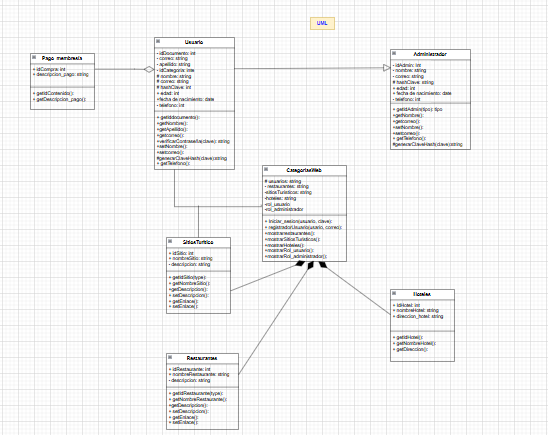 UML
Usuario
- idDocumento: int
- correo: string
- apellido: string
- idCategoria: int
# nombre: string
# correo: string
# hashClave: int
+ edad: int
+ fecha de nacimiento: date
- telefono: int
+ getIddocumento():
+getNombre():
+getApellido():
+getcorreo():
+verificarContraseña(clave): string
+setNombre():
+setcorreo():
#generarClaveHash(clave)string
+ getTelefono():
Pago membresia
+ idCompra: int
+ descripcion_pago: string
+ getIdContenido():
+ getDescripcion_pago():
Administrador
- idAdmin: int
- nombre: string
- correo: string
# hashClave: int
+ edad: int
+ fecha de nacimiento: date
- telefono: int
+ getIdAdmin(tipo): tipo
+getNombre():
+getcorreo():
+setNombre():
+setcorreo():
+ getTelefono():
#generarClaveHash(clave)string
CategoriasWeb
# usuarios: string
- restaurantes: string
-sitiosTuristicos: string
-hoteles: string
-rol_usuario
-rol_administrador
+ Iniciar_sesion(usuario, clave):
+ registradorUsuario(usario, correo):
+mostrarrestaurantes():
+mostrarSitiosTuristicos():
+mostrarHoteles():
+mostrarRol_usuario():
+mostrarRol_administrador():
SitiosTuritico
+ idSitio: int
+ nombreSitio: string
- descripcion: string
+ getIdSitio(type):
+ getNombreSitio():
+getDescripcion():
+ setDescripcion():
+ getEnlace():
+ setEnlace():
Hoteles
+ idHotel: int
+ nombreHotel: string
+ direccion_hotel: string
+ getIdHotel():
+ getNombreHotel():
+ getDireccion():
Restaurantes
+ idRestaurante: int
+ nombreRestaurante: string
- descripcion: string
+ getIdRestaurante(type):
+ getNombreRestaurante():
+getDescripcion():
+ setDescripcion():
+ getEnlace():
+ setEnlace():